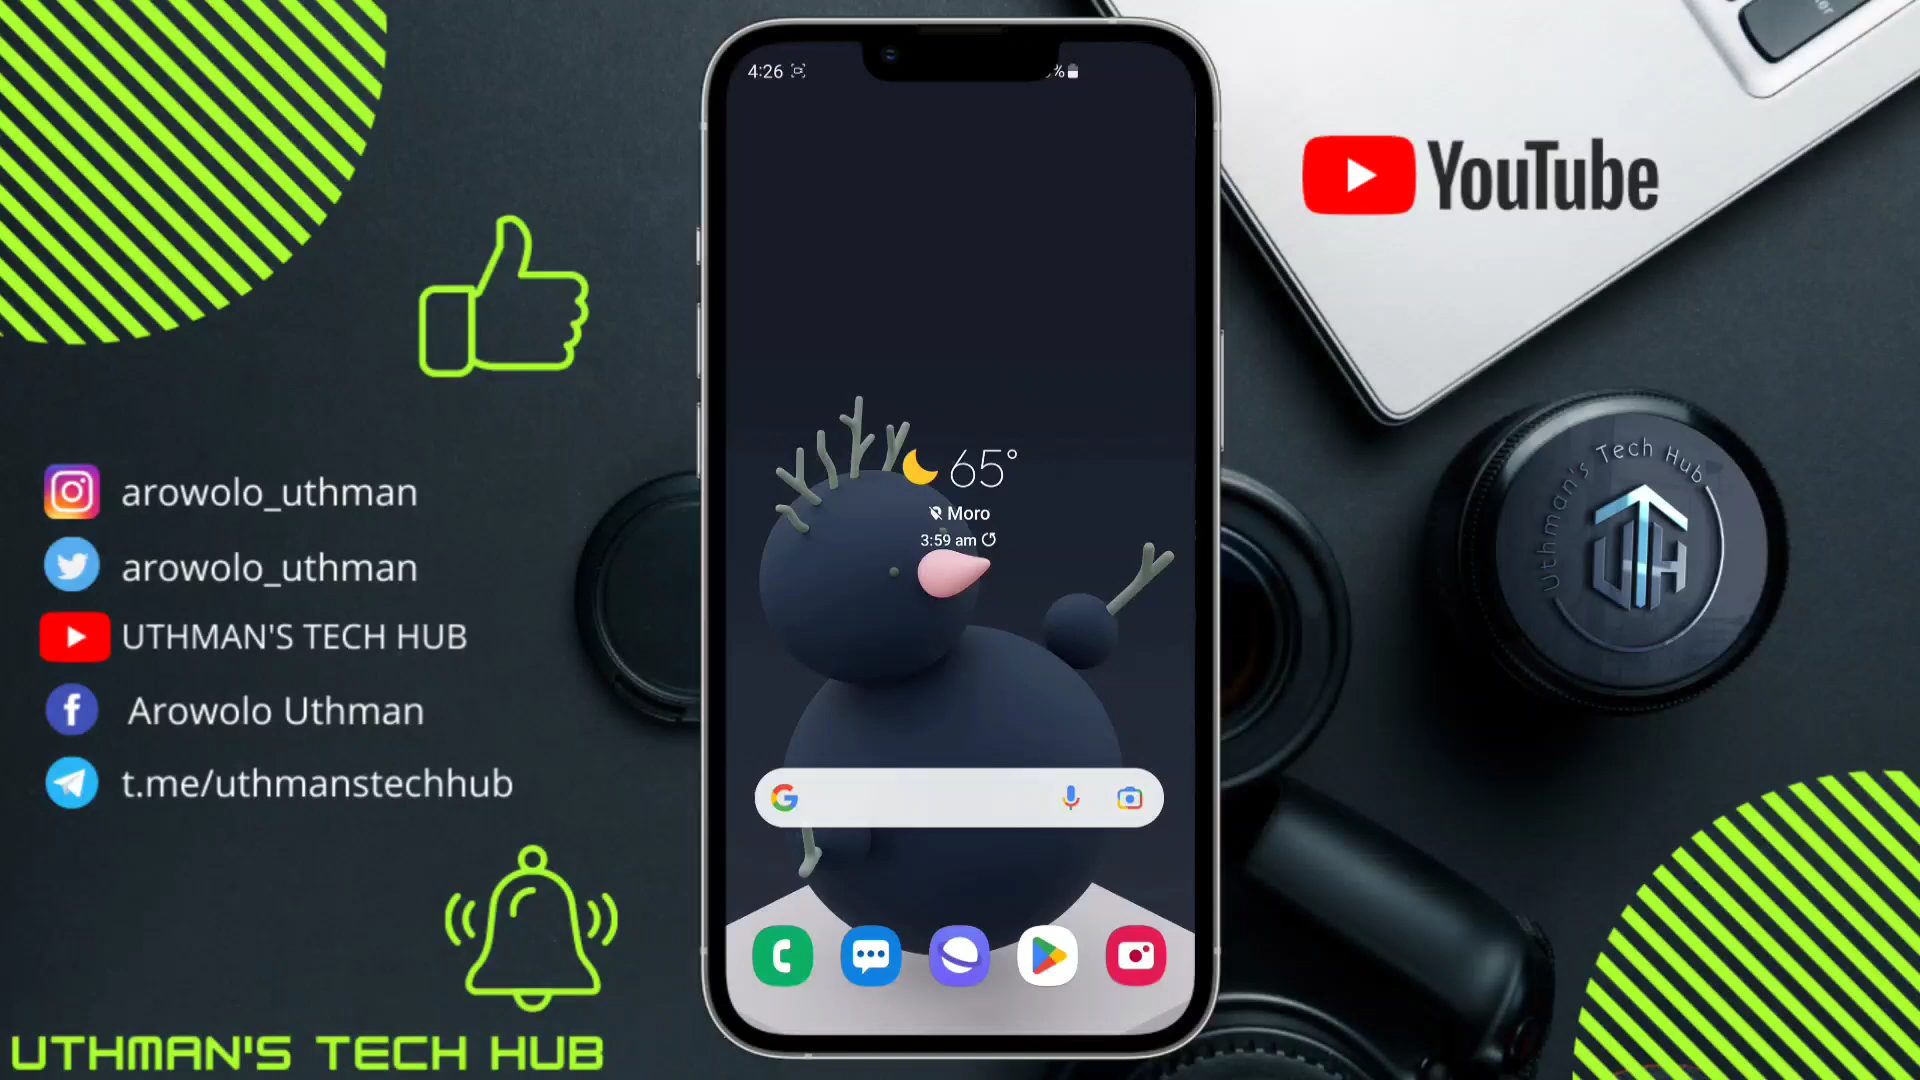 4:26
%
YouTube
65°
Moro
3:59 am
Uthman's Tech Hub
UTH
arowolo_uthman
arowolo_uthman
UTHMAN'S TECH HUB
Arowolo Uthman
t.me/uthmanstechhub
UTHMAN'S TECH HUB